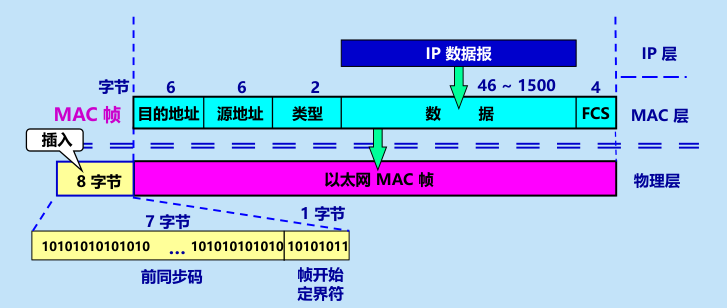 IP 数据报
IP 层
字节 6 6 2 46 ~ 1500 4
MAC 帧 目的地址 源地址 类型 数 据 FCS MAC 层
插入
8 字节 以太网 MAC 帧 物理层
7 字节 1 字节
10101010101010 ... 101010101010 10101011
前同步码 帧开始
定界符